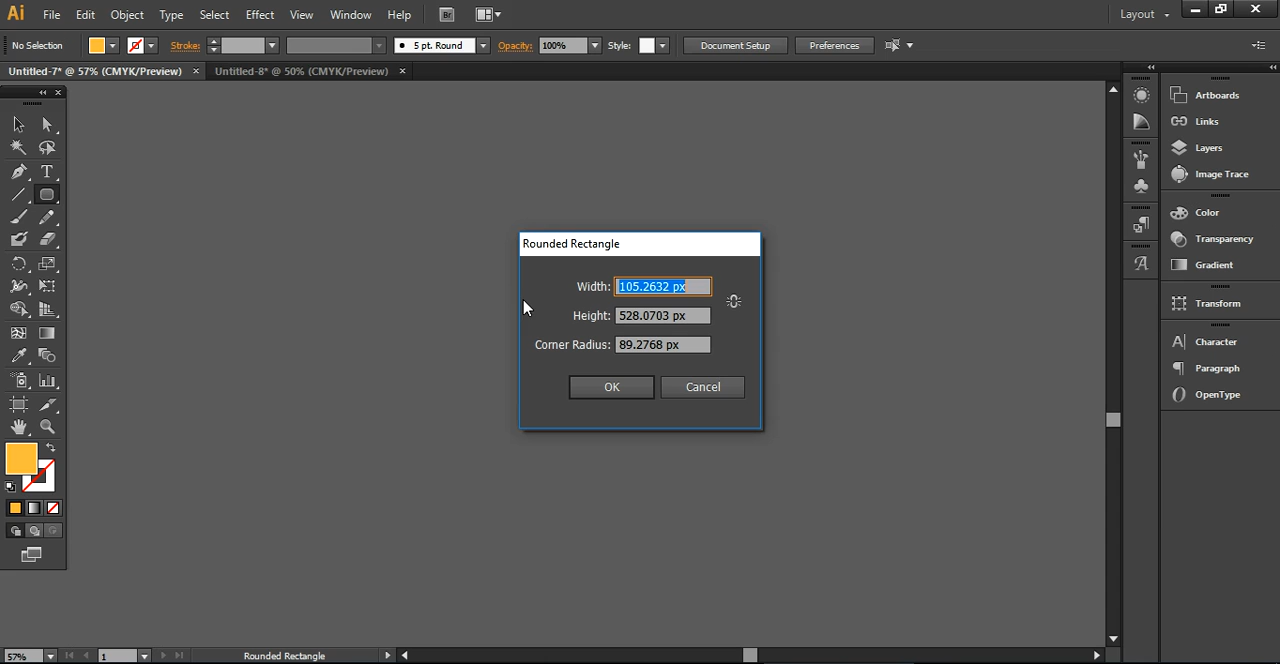 Ai File Edit Object Type Select Effect View Window Help Br Layout
No Selection Stroke: 5 pt. Round Opacity: 100% Style: Document Setup Preferences
Untitled-7* @ 57% (CMYK/Preview) × Untitled-8* @ 50% (CMYK/Preview) ×
Artboards
Links
Layers
Image Trace
Color
Transparency
Gradient
Transform
Character
Paragraph
OpenType
Rounded Rectangle
Width: 105.2632 px
Height: 528.0703 px
Corner Radius: 89.2768 px
OK Cancel
57% 1 Rounded Rectangle